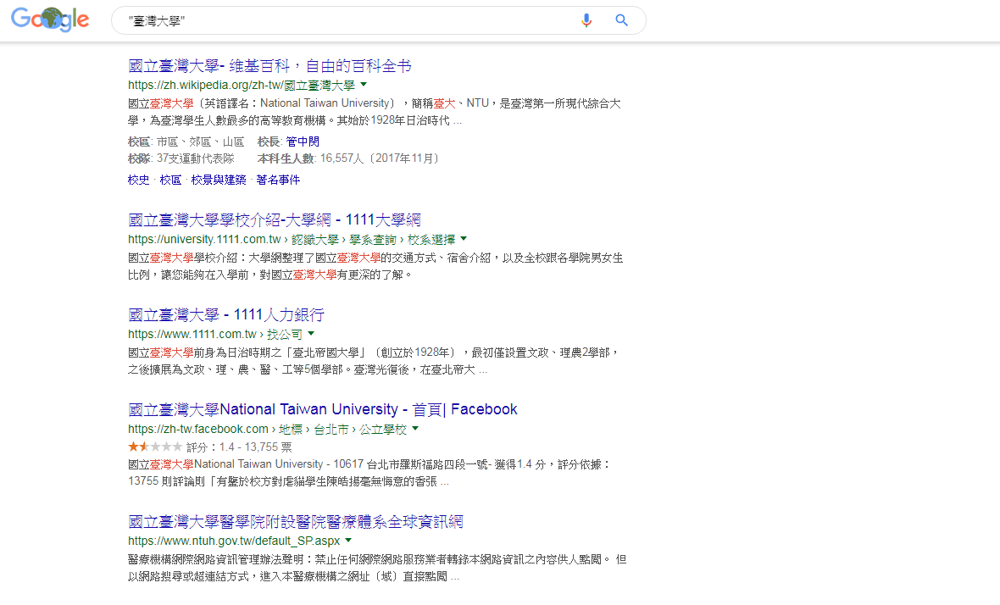 Google
"臺灣大學"
國立臺灣大學- 维基百科，自由的百科全书
https://zh.wikipedia.org/zh-tw/國立臺灣大學
國立臺灣大學（英語譯名：National Taiwan University），簡稱臺大、NTU，是臺灣第一所現代綜合大
學，為臺灣學生人數最多的高等教育機構。其始於1928年日治時代 ...
校區: 市區、郊區、山區 校長: 管中閔
校隊: 37支運動代表隊 本科生人數: 16,557人（2017年11月）
校史 · 校區 · 校景與建築 · 著名事件
國立臺灣大學學校介紹-大學網 - 1111大學網
https://university.1111.com.tw › 認識大學 › 學系查詢 › 校系選擇
國立臺灣大學學校介紹：大學網整理了國立臺灣大學的交通方式、宿舍介紹，以及全校跟各學院男女生
比例，讓您能夠在入學前，對國立臺灣大學有更深的了解。
國立臺灣大學 - 1111人力銀行
https://www.1111.com.tw › 找公司
國立臺灣大學前身為日治時期之「臺北帝國大學」（創立於1928年），最初僅設置文政、理農2學部，
之後擴展為文政、理、農、醫、工等5個學部。臺灣光復後，在臺北帝大 ...
國立臺灣大學National Taiwan University - 首頁| Facebook
https://zh-tw.facebook.com › 地標 › 台北市 › 公立學校
評分：1.4 - 13,755 票
國立臺灣大學National Taiwan University - 10617 台北市羅斯福路四段一號- 獲得1.4 分，評分依據：
13755 則評論則「有鑒於校方對虐貓學生陳皓揚毫無悔意的香張 ...
國立臺灣大學醫學院附設醫院醫療體系全球資訊網
https://www.ntuh.gov.tw/default_SP.aspx
醫療機構網際網路資訊管理辦法聲明：禁止任何網際網路服務業者轉錄本網路資訊之內容供人點閱。 但
以網路搜尋或超連結方式，進入本醫療機構之網址（域）直接點閱 ...